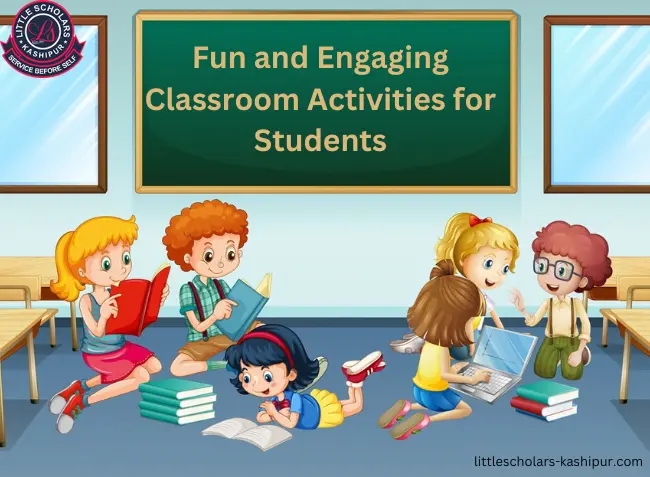 LITTLE SCHOLARS
LS
KASHIPUR
SERVICE BEFORE SELF
Fun and Engaging
Classroom Activities for
Students
littlescholars-kashipur.com